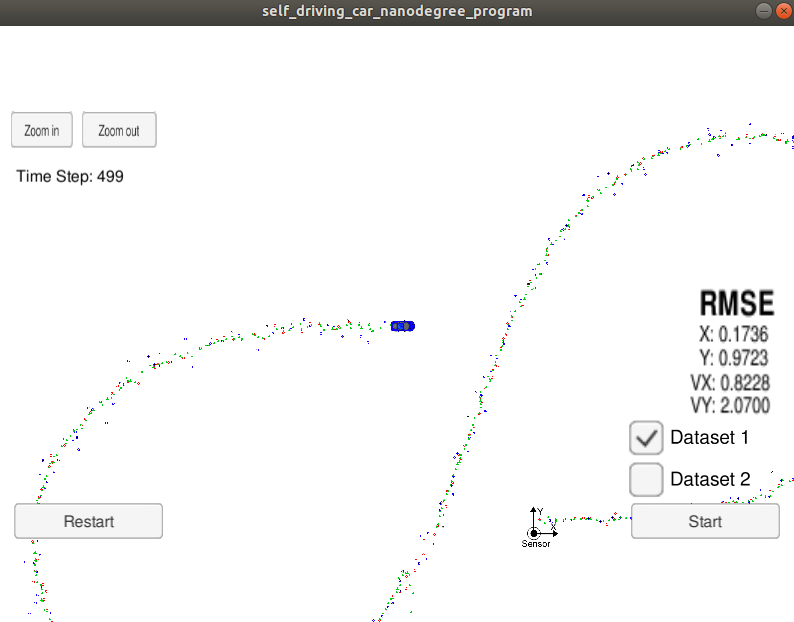 self_driving_car_nanodegree_program
Zoom in
Zoom out
Time Step: 499
RMSE
X: 0.1736
Y: 0.9723
VX: 0.8228
VY: 2.0700
Dataset 1
Dataset 2
Restart
Y
X
Sensor
Start